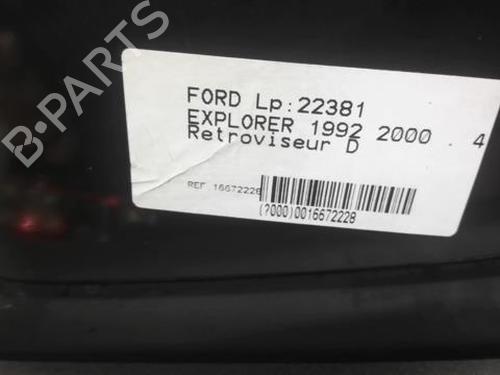 B-PARTS
FORD Lp:22381
EXPLORER 1992 2000 . 4
Retroviseur D
REF 16672228
(?000)0016672228